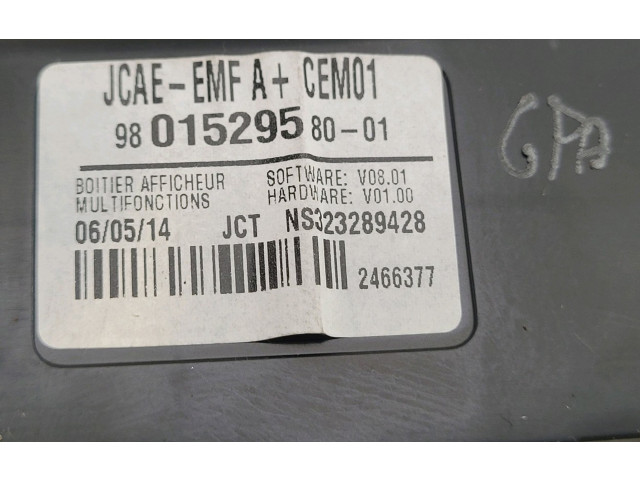 JCAE-EMF A+ CEM01
98 015295 80-01
BOITIER AFFICHEUR SOFTWARE: V08.01
MULTIFONCTIONS HARDWARE: V01.00
06/05/14 JCT NS323289428
2466377